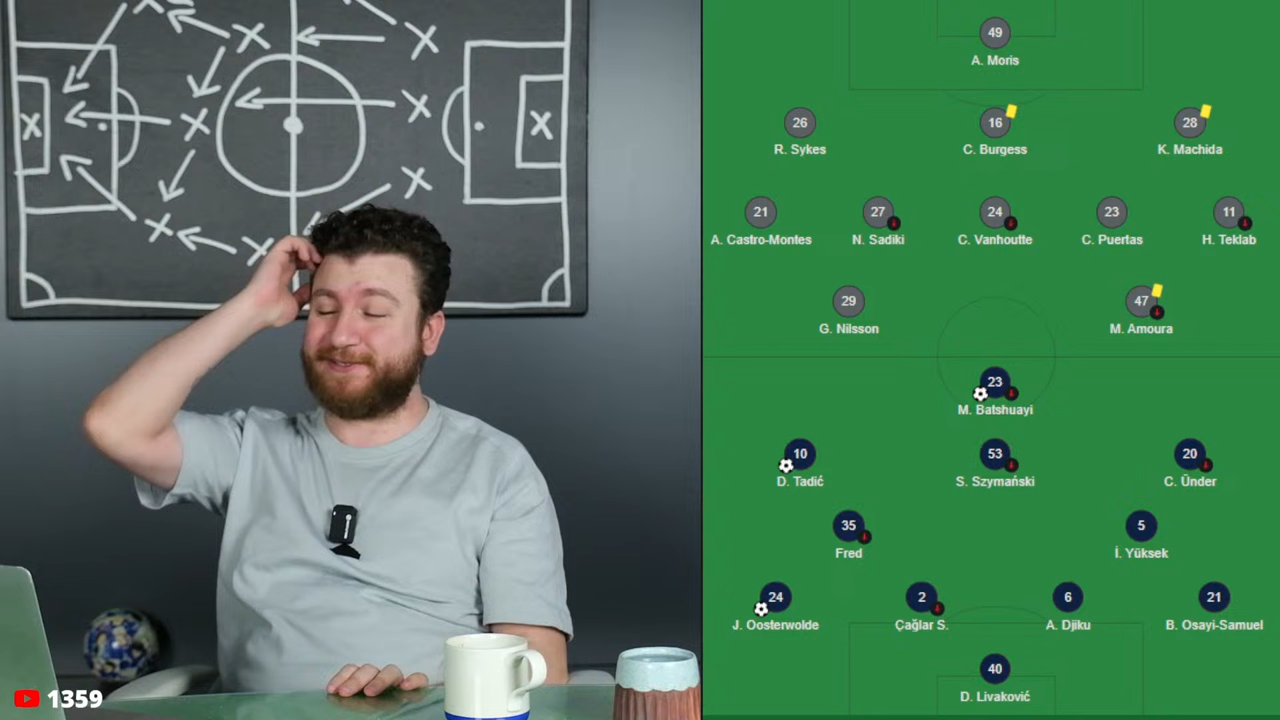 49
A. Moris
26
16
28
R. Sykes
C. Burgess
K. Machida
21
27
24
23
11
A. Castro-Montes
N. Sadiki
C. Vanhoutte
C. Puertas
H. Teklab
29
47
G. Nilsson
M. Amoura
23
M. Batshuayi
10
53
20
D. Tadić
S. Szymański
C. Ünder
35
5
Fred
İ. Yüksek
24
2
6
21
J. Oosterwolde
Çağlar S.
A. Djiku
B. Osayi-Samuel
40
D. Livaković
1359